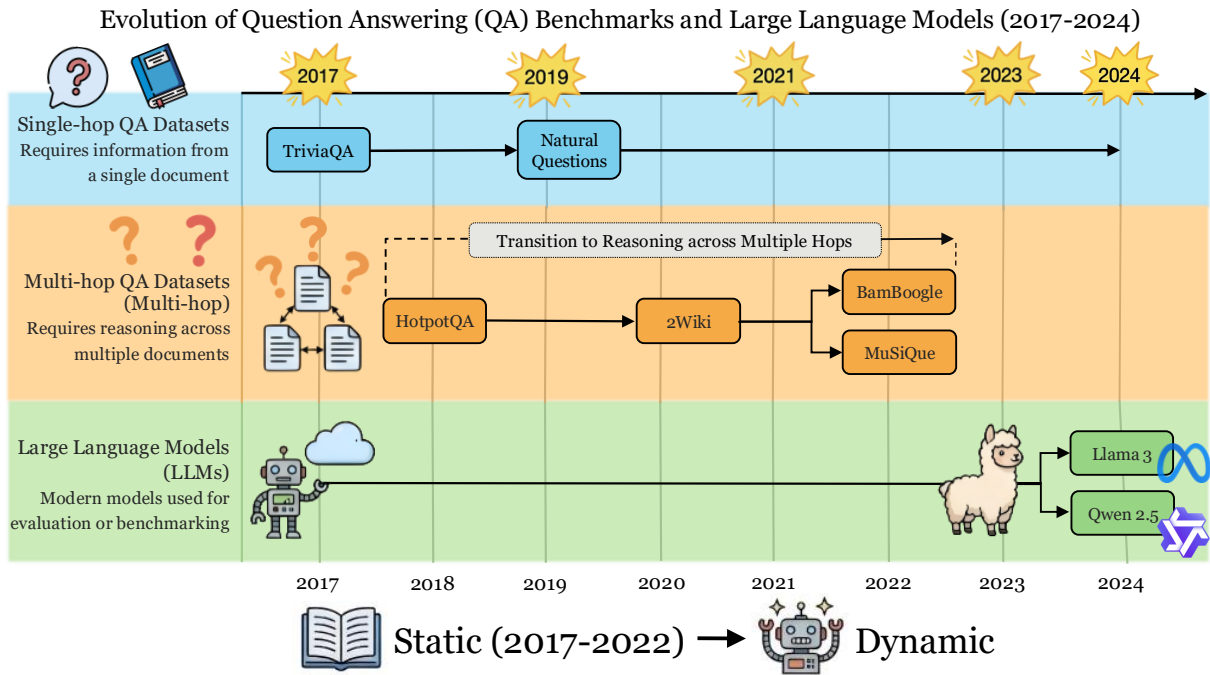 Evolution of Question Answering (QA) Benchmarks and Large Language Models (2017-2024)
2017
2019
2021
2023
2024
Single-hop QA Datasets
Requires information from
a single document
TriviaQA
Natural
Questions
Multi-hop QA Datasets
(Multi-hop)
Requires reasoning across
multiple documents
Transition to Reasoning across Multiple Hops
HotpotQA
2Wiki
BamBoogle
MuSiQue
Large Language Models
(LLMs)
Modern models used for
evaluation or benchmarking
Llama 3
Qwen 2.5
2017
2018
2019
2020
2021
2022
2023
2024
Static (2017-2022)
Dynamic